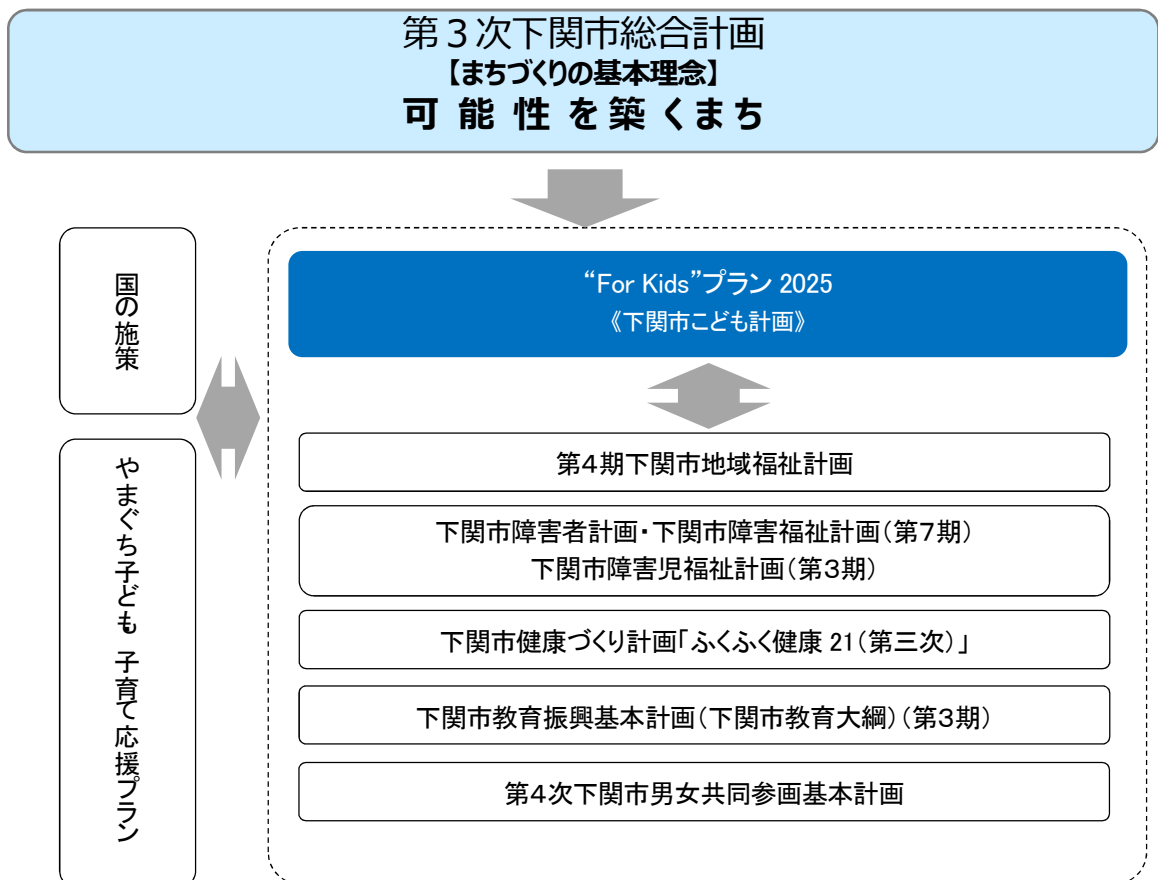 第3次下関市総合計画
【まちづくりの基本理念】
可能性を築くまち
国の施策
やまぐち子ども 子育て応援プラン
“For Kids”プラン 2025
《下関市こども計画》
第4期下関市地域福祉計画
下関市障害者計画・下関市障害福祉計画(第7期)
下関市障害児福祉計画(第3期)
下関市健康づくり計画「ふくふく健康 21(第三次)」
下関市教育振興基本計画(下関市教育大綱)(第3期)
第4次下関市男女共同参画基本計画